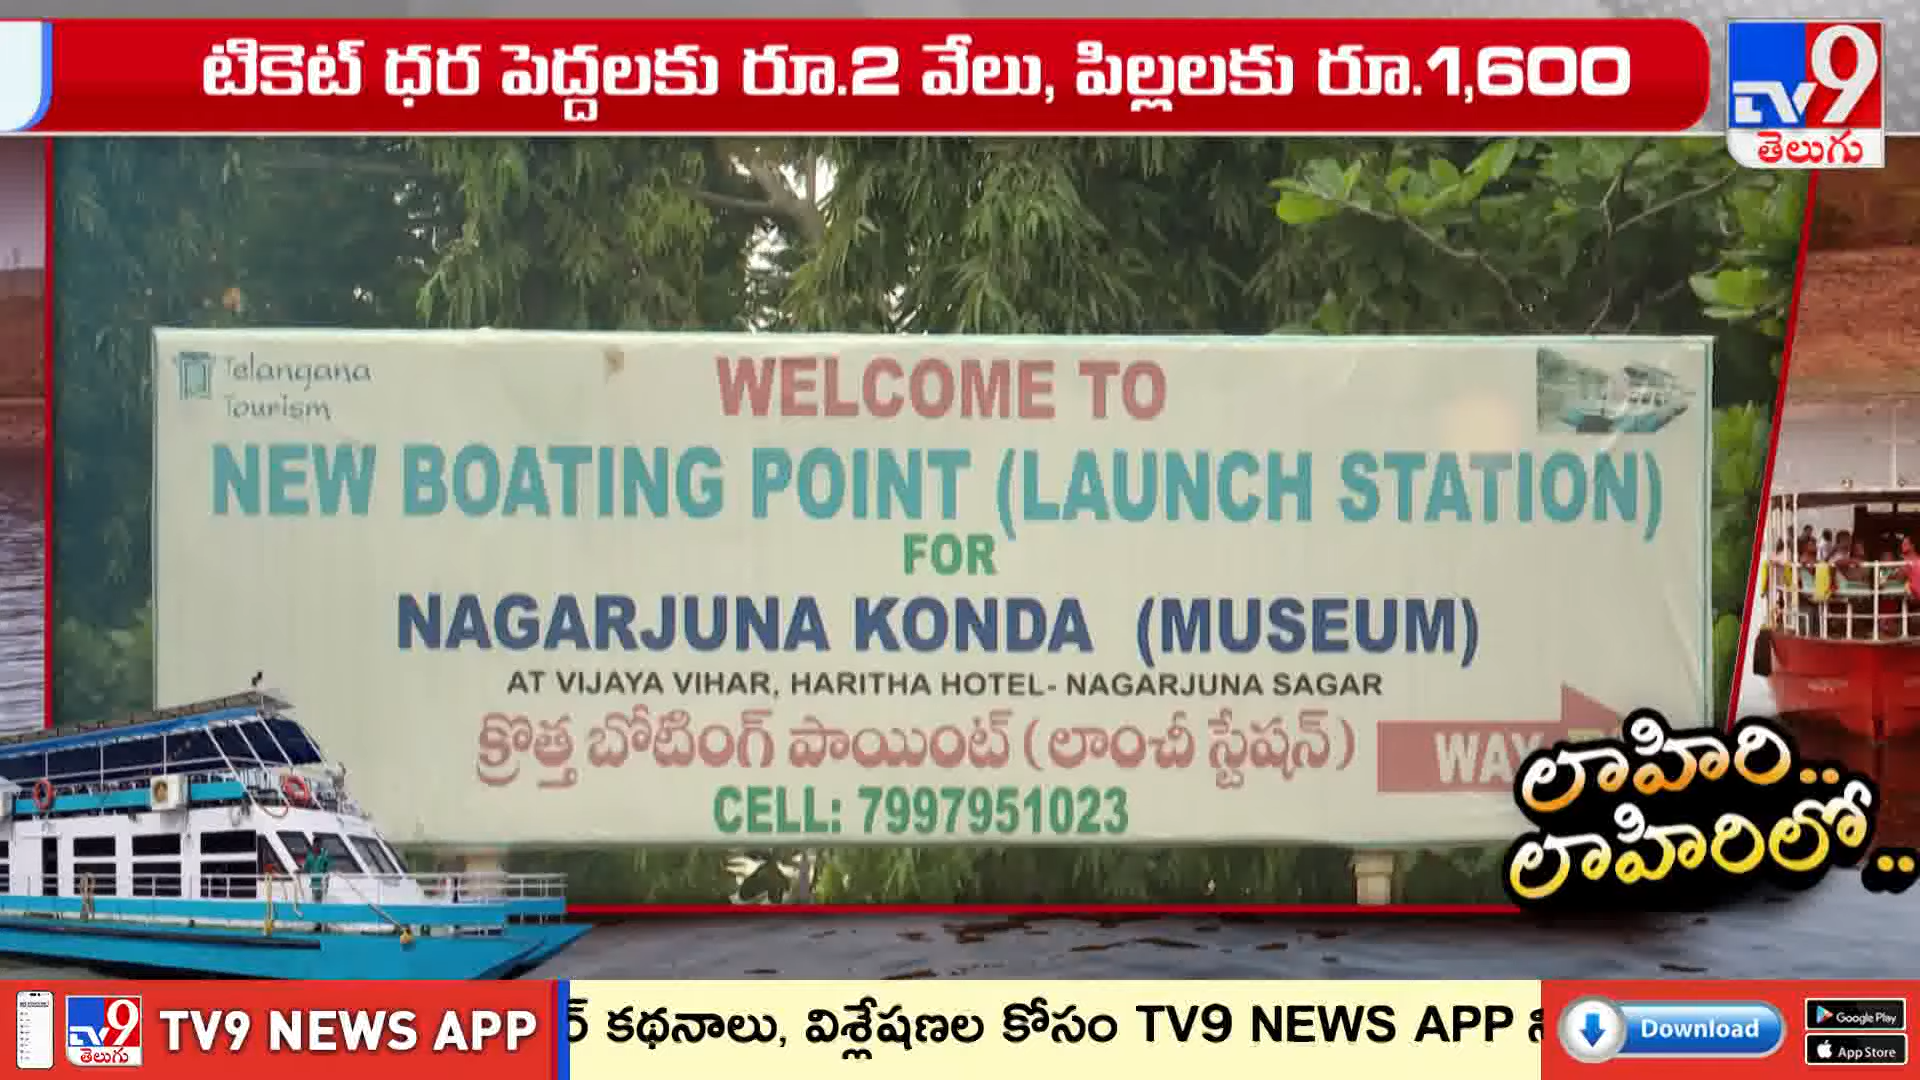 టికెట్ ధర పెద్దలకు రూ.2 వేలు, పిల్లలకు రూ.1,600
TV9
తెలుగు
Telangana
Tourism
WELCOME TO
NEW BOATING POINT (LAUNCH STATION)
FOR
NAGARJUNA KONDA (MUSEUM)
AT VIJAYA VIHAR, HARITHA HOTEL- NAGARJUNA SAGAR
క్రొత్త బోటింగ్ పాయింట్ (లాంచీ స్టేషన్)
WAY
CELL: 7997951023
లాహిరి..
లాహిరిలో..
TV9
తెలుగు
TV9 NEWS APP
కథనాలు, విశ్లేషణల కోసం TV9 NEWS APP
Download
Google Play
App Store